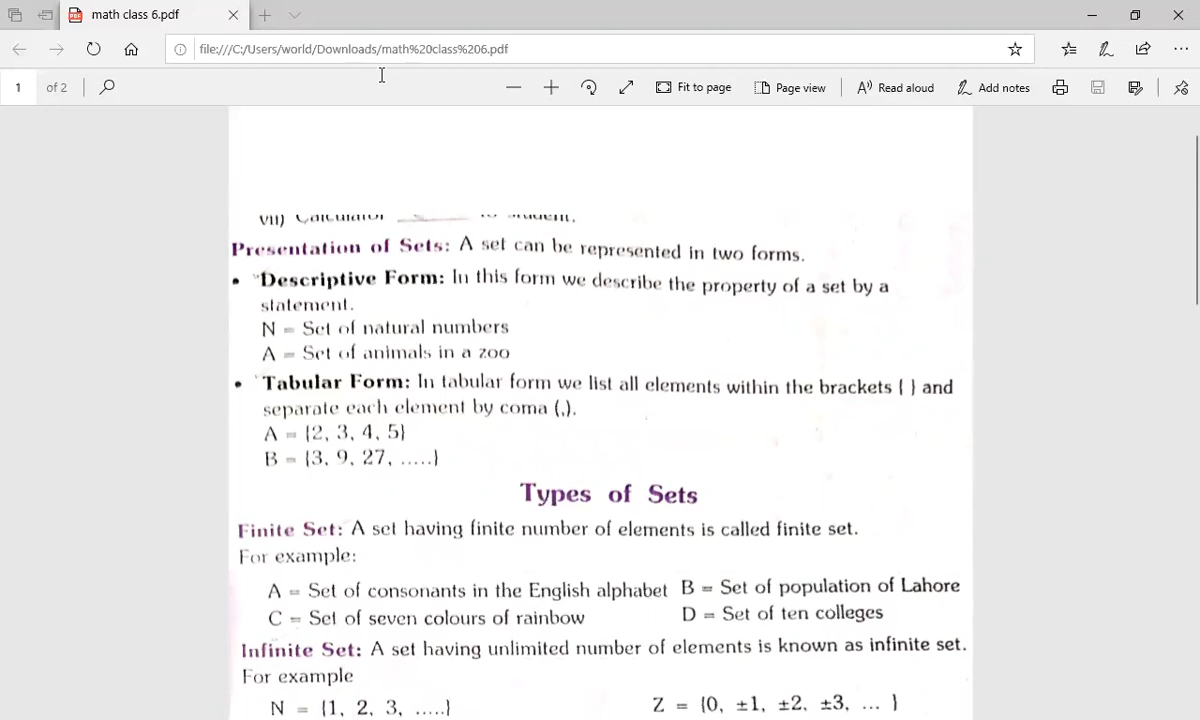 math class 6.pdf
file:///C:/Users/world/Downloads/math%20class%206.pdf
1 of 2 Fit to page Page view Read aloud Add notes
VII) Calculator
Presentation of Sets: A set can be represented in two forms.
• Descriptive Form: In this form we describe the property of a set by a
statement.
N = Set of natural numbers
A = Set of animals in a zoo
• Tabular Form: In tabular form we list all elements within the brackets { } and
separate each element by coma (,).
A = {2, 3, 4, 5}
B = {3, 9, 27, .....}
Types of Sets
Finite Set: A set having finite number of elements is called finite set.
For example:
A = Set of consonants in the English alphabet B = Set of population of Lahore
C = Set of seven colours of rainbow D = Set of ten colleges
Infinite Set: A set having unlimited number of elements is known as infinite set.
For example
N = {1, 2, 3, .....} Z = {0, ±1, ±2, ±3, ... }